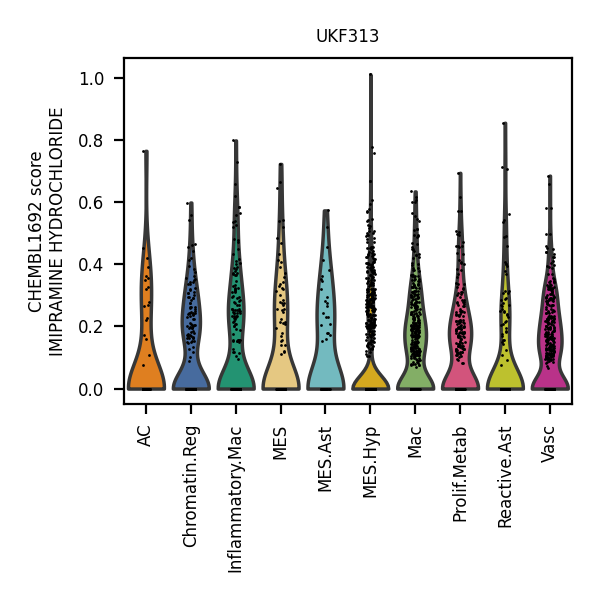 UKF313
CHEMBL1692 score
IMIPRAMINE HYDROCHLORIDE
1.0
0.8
0.6
0.4
0.2
0.0
AC
Chromatin.Reg
Inflammatory.Mac
MES
MES.Ast
MES.Hyp
Mac
Prolif.Metab
Reactive.Ast
Vasc